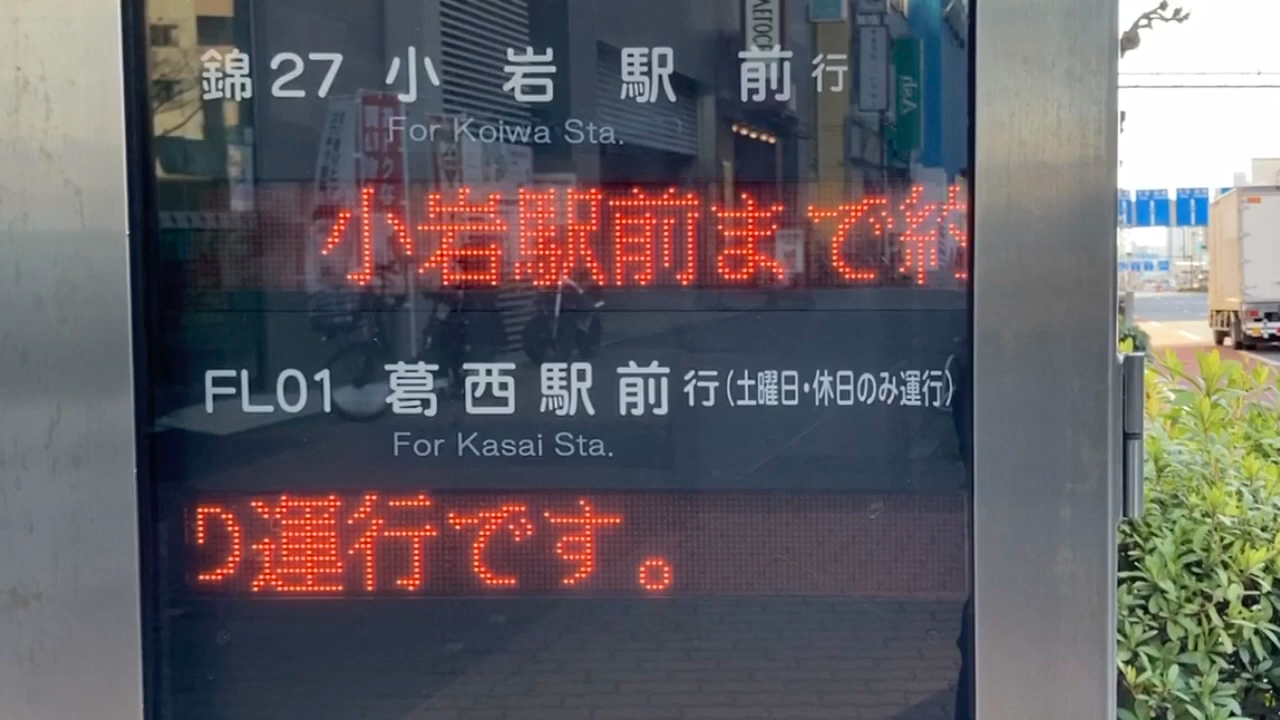 錦27 小岩駅前行
For Koiwa Sta.
小岩駅前まで約
FL01 葛西駅前行(土曜日・休日のみ運行)
For Kasai Sta.
り運行です。